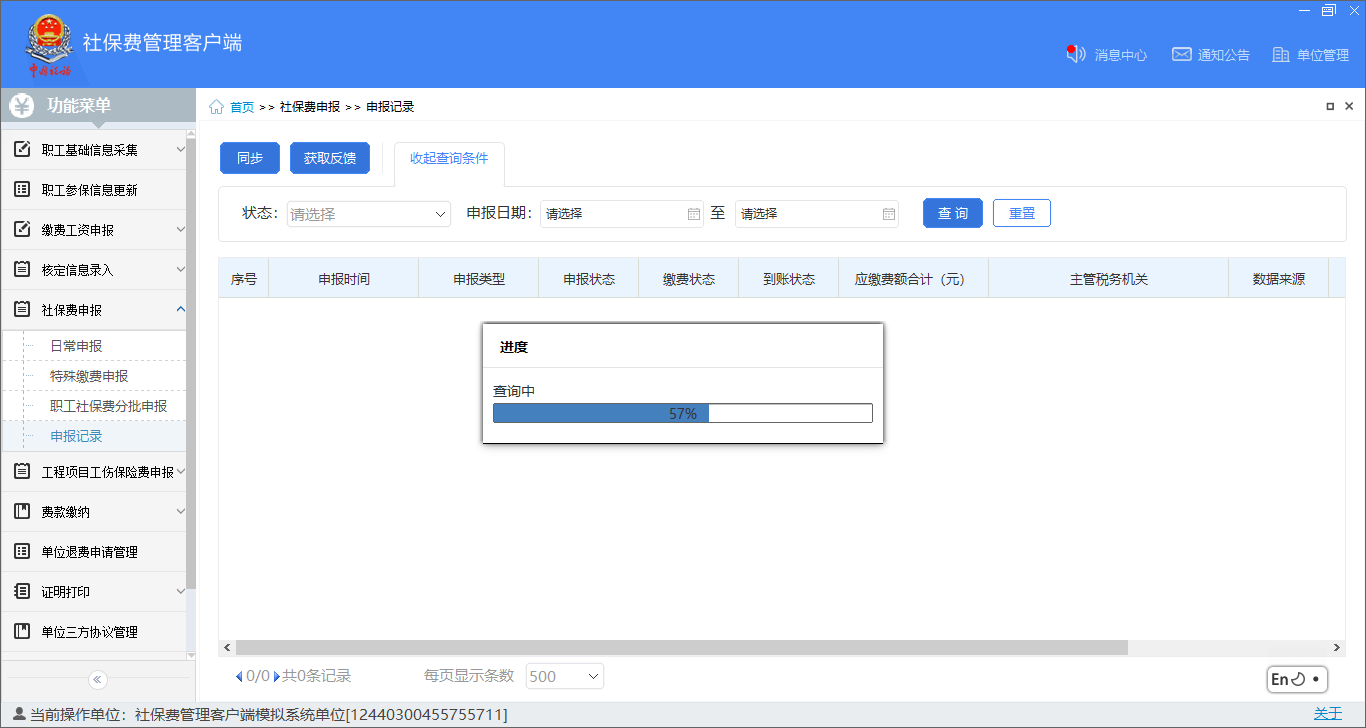 社保费管理客户端
中国税务
消息中心 通知公告 单位管理
功能菜单
首页 >> 社保费申报 >> 申报记录
职工基础信息采集
职工参保信息更新
缴费工资申报
核定信息录入
社保费申报
日常申报
特殊缴费申报
职工社保费分批申报
申报记录
工程项目工伤保险费申报
费款缴纳
单位退费申请管理
证明打印
单位三方协议管理
同步 获取反馈 收起查询条件
状态: 请选择 申报日期: 请选择 至 请选择 查询 重置
序号 申报时间 申报类型 申报状态 缴费状态 到账状态 应缴费额合计（元） 主管税务机关 数据来源
进度
查询中
57%
0/0 共0条记录 每页显示条数 500
En
当前操作单位: 社保费管理客户端模拟系统单位[12440300455755711] 关于